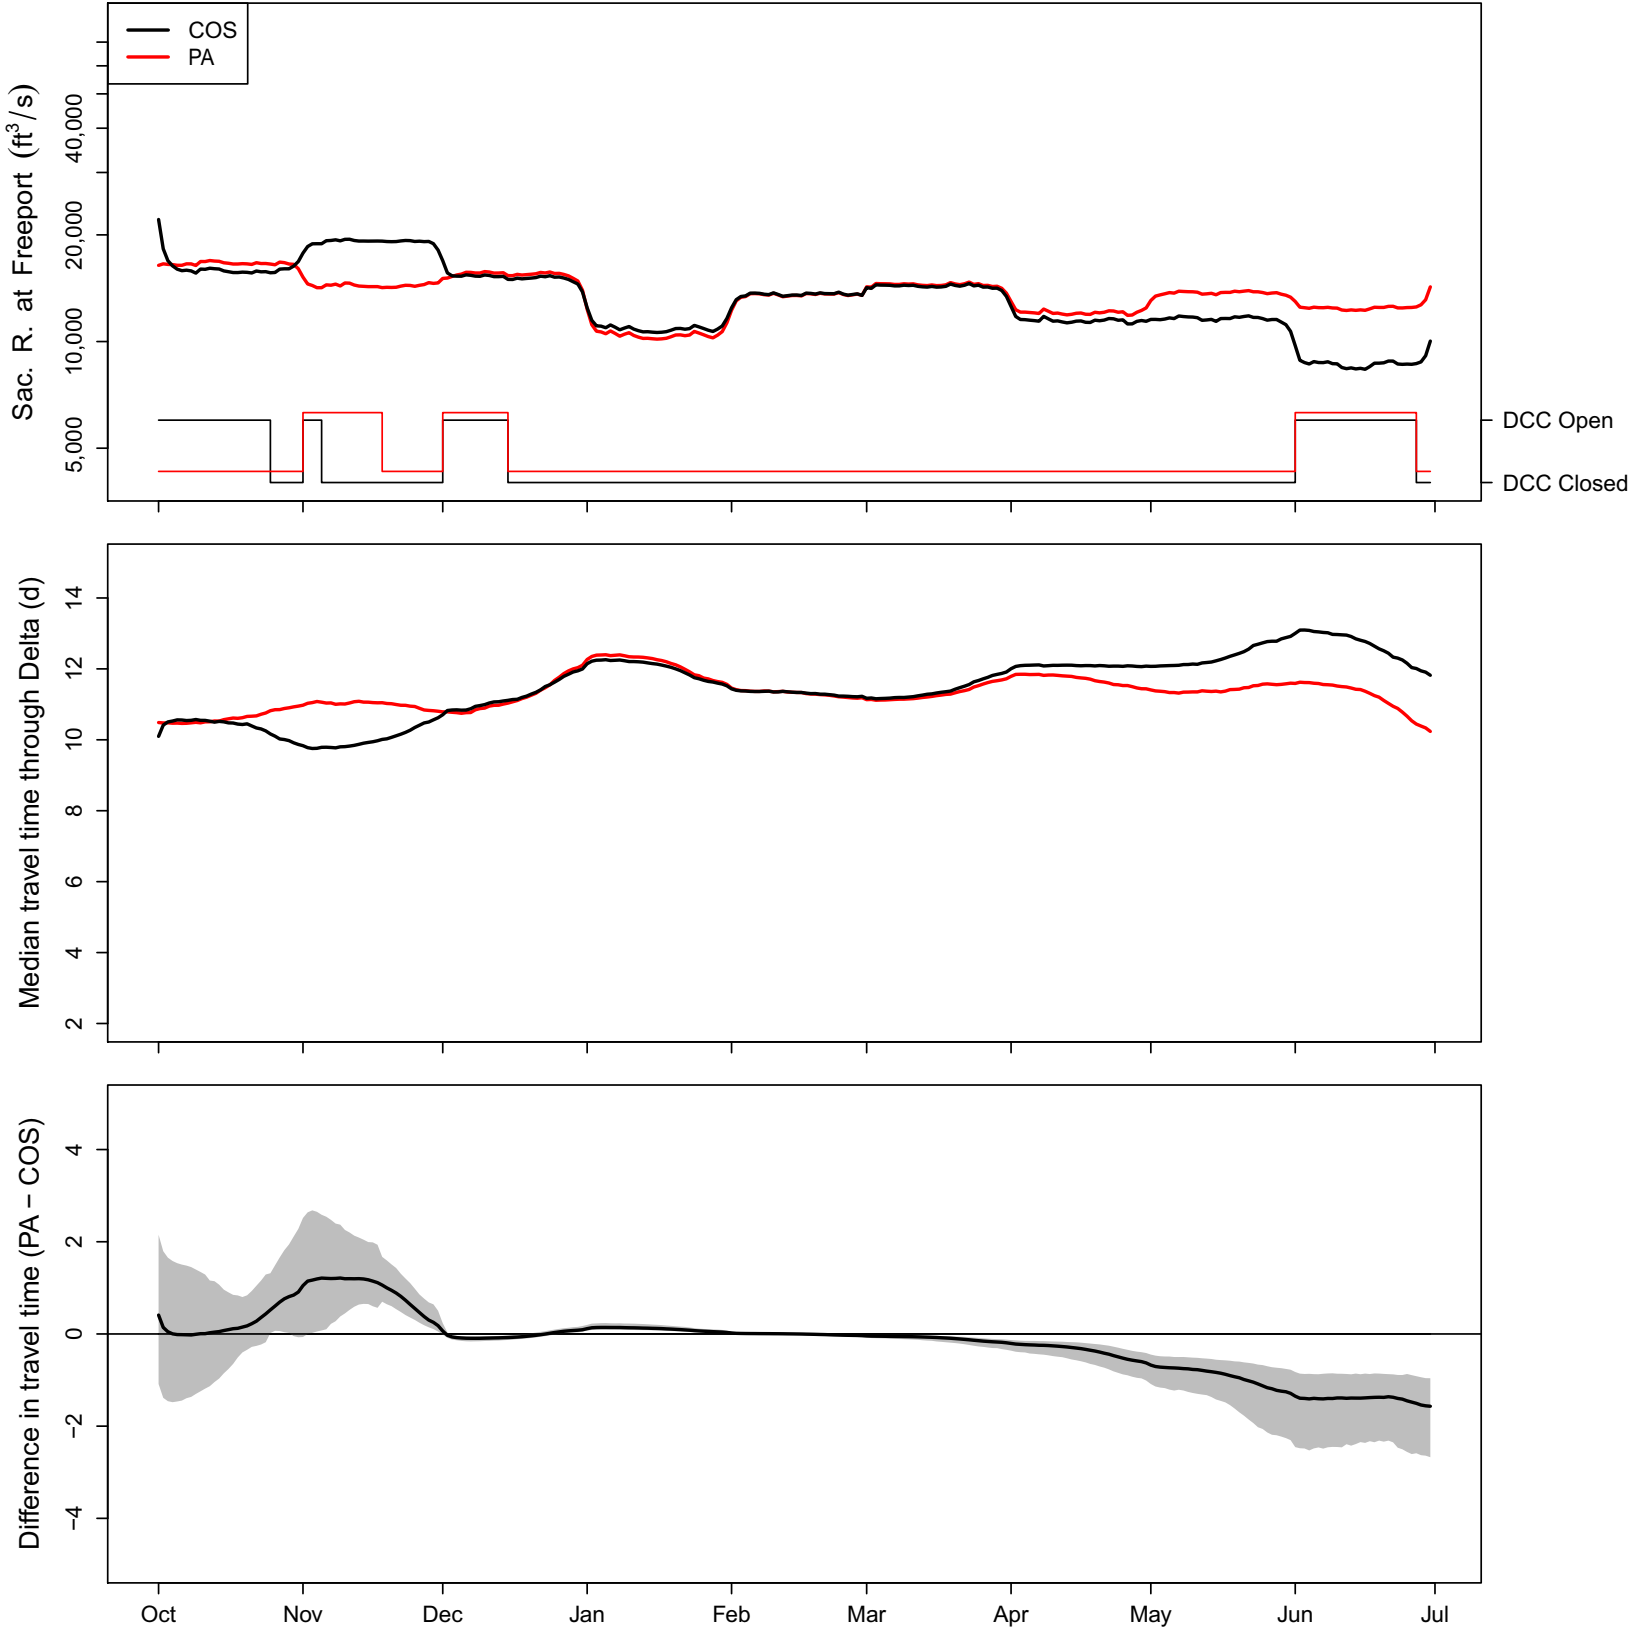 COS
PA
Sac. R. at Freeport (ft³/s)
40,000
20,000
10,000
5,000
DCC Open
DCC Closed
Median travel time through Delta (d)
14
12
10
8
6
4
2
Difference in travel time (PA − COS)
4
2
0
−2
−4
Oct Nov Dec Jan Feb Mar Apr May Jun Jul